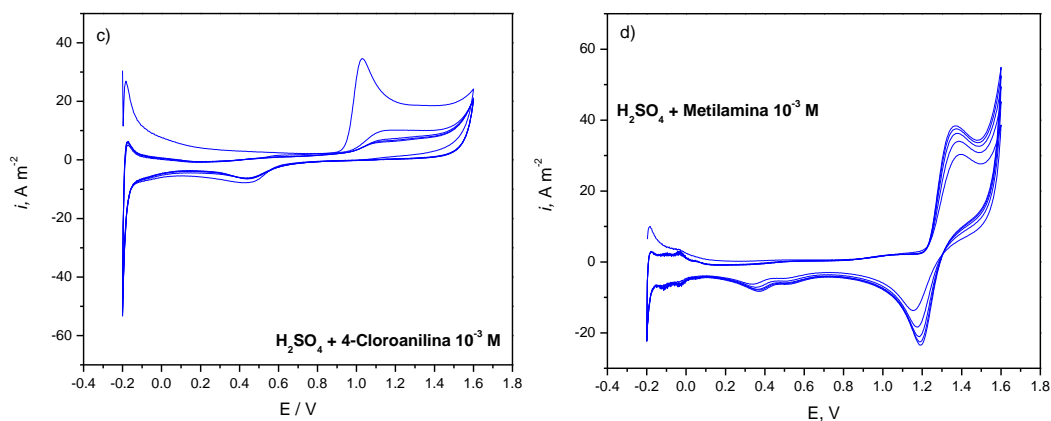 c)
40
20
0
-20
-40
-60
i, A m⁻²
H₂SO₄ + 4-Cloroanilina 10⁻³ M
-0.4 -0.2 0.0 0.2 0.4 0.6 0.8 1.0 1.2 1.4 1.6 1.8
E / V
d)
60
40
20
0
-20
i, A m⁻²
H₂SO₄ + Metilamina 10⁻³ M
-0.4 -0.2 0.0 0.2 0.4 0.6 0.8 1.0 1.2 1.4 1.6 1.8
E, V